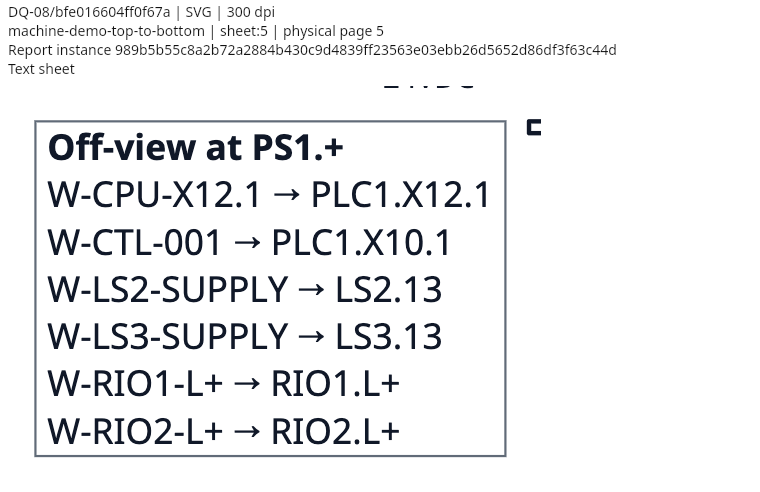 DQ-08/bfe016604ff0f67a | SVG | 300 dpi
machine-demo-top-to-bottom | sheet:5 | physical page 5
Report instance 989b5b55c8a2b72a2884b430c9d4839ff23563e03ebb26d5652d86df3f63c44d
Text sheet
Off-view at PS1.+
W-CPU-X12.1 → PLC1.X12.1
W-CTL-001 → PLC1.X10.1
W-LS2-SUPPLY → LS2.13
W-LS3-SUPPLY → LS3.13
W-RIO1-L+ → RIO1.L+
W-RIO2-L+ → RIO2.L+